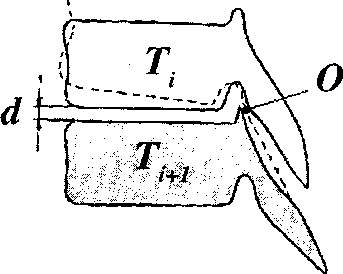 T_i
O
d
T_{i+1}